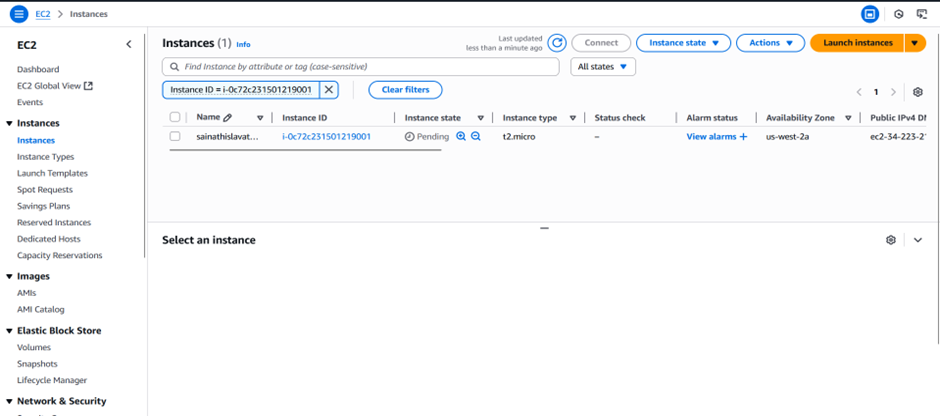 EC2 > Instances
EC2
Dashboard
EC2 Global View
Events
Instances
Instances
Instance Types
Launch Templates
Spot Requests
Savings Plans
Reserved Instances
Dedicated Hosts
Capacity Reservations
Images
AMIs
AMI Catalog
Elastic Block Store
Volumes
Snapshots
Lifecycle Manager
Network & Security
Instances (1) Info
Last updated
less than a minute ago
Connect
Instance state
Actions
Launch instances
Find Instance by attribute or tag (case-sensitive)
All states
Instance ID = i-0c72c231501219001
Clear filters
1
Name Instance ID Instance state Instance type Status check Alarm status Availability Zone Public IPv4 DN
sainathislavat... i-0c72c231501219001 Pending t2.micro – View alarms + us-west-2a ec2-34-223-2
Select an instance